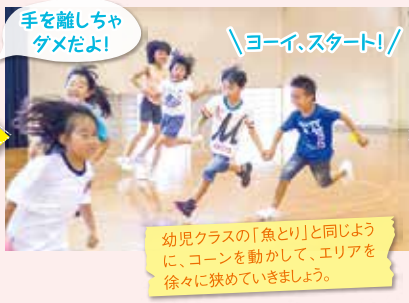 手を離しちゃ
ダメだよ!
ヨーイ、スタート!
幼児クラスの「魚とり」と同じよう
に、コーンを動かして、エリアを
徐々に狭めていきましょう。